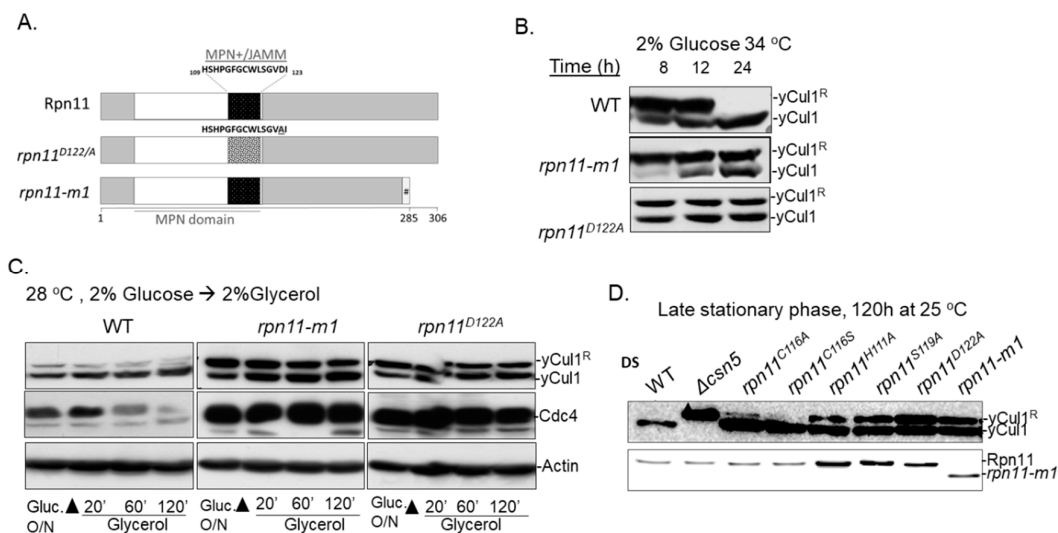 A.
MPN+/JAMM
109 HSHPGFGCWLSGVDI 123
Rpn11
HSHPGFGCWLSGVAI
rpn11D122/A
rpn11-m1
#
1 MPN domain 285 306
B.
2% Glucose 34 ºC
Time (h) 8 12 24
WT
-yCul1R
-yCul1
rpn11-m1
-yCul1R
-yCul1
rpn11D122A
-yCul1R
-yCul1
C.
28 ºC , 2% Glucose → 2%Glycerol
WT rpn11-m1 rpn11D122A
-yCul1R
-yCul1
-Cdc4
-Actin
Gluc. ▲ 20’ 60’ 120’ ▲ 20’ 60’ 120’ ▲ 20’ 60’ 120’
O/N Glycerol O/N Glycerol O/N Glycerol
Gluc. Gluc.
D.
Late stationary phase, 120h at 25 ºC
DS WT Δcsn5 rpn11C116A rpn11C116S rpn11H111A rpn11S119A rpn11D122A rpn11-m1
-yCul1R
-yCul1
-Rpn11
-rpn11-m1